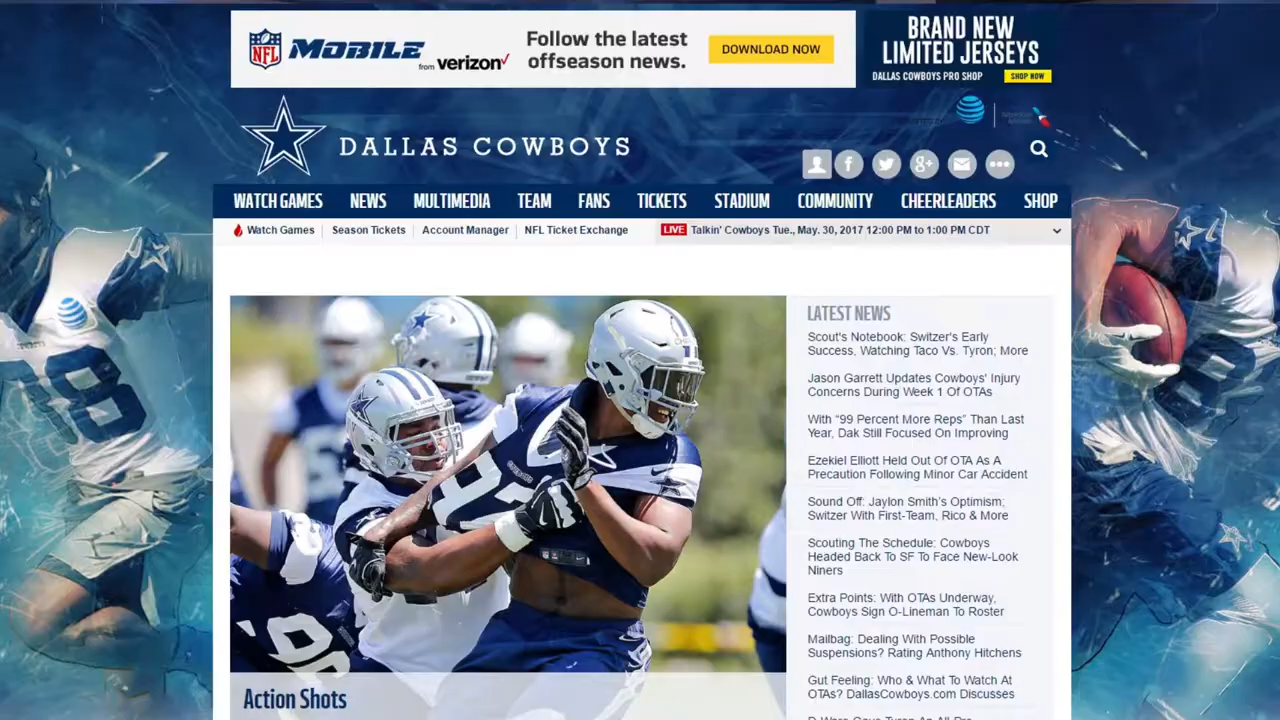 NFL
MOBILE
from verizon
Follow the latest
offseason news.
DOWNLOAD NOW
BRAND NEW
LIMITED JERSEYS
DALLAS COWBOYS PRO SHOP
SHOP NOW
DALLAS COWBOYS
WATCH GAMES NEWS MULTIMEDIA TEAM FANS TICKETS STADIUM COMMUNITY CHEERLEADERS SHOP
Watch Games Season Tickets Account Manager NFL Ticket Exchange
LIVE Talkin' Cowboys Tue., May. 30, 2017 12:00 PM to 1:00 PM CDT
Action Shots
LATEST NEWS
Scout's Notebook: Switzer's Early
Success, Watching Taco Vs. Tyron; More
Jason Garrett Updates Cowboys' Injury
Concerns During Week 1 Of OTAs
With “99 Percent More Reps” Than Last
Year, Dak Still Focused On Improving
Ezekiel Elliott Held Out Of OTA As A
Precaution Following Minor Car Accident
Sound Off: Jaylon Smith's Optimism;
Switzer With First-Team, Rico & More
Scouting The Schedule: Cowboys
Headed Back To SF To Face New-Look
Niners
Extra Points: With OTAs Underway,
Cowboys Sign O-Lineman To Roster
Mailbag: Dealing With Possible
Suspensions? Rating Anthony Hitchens
Gut Feeling: Who & What To Watch At
OTAs? DallasCowboys.com Discusses